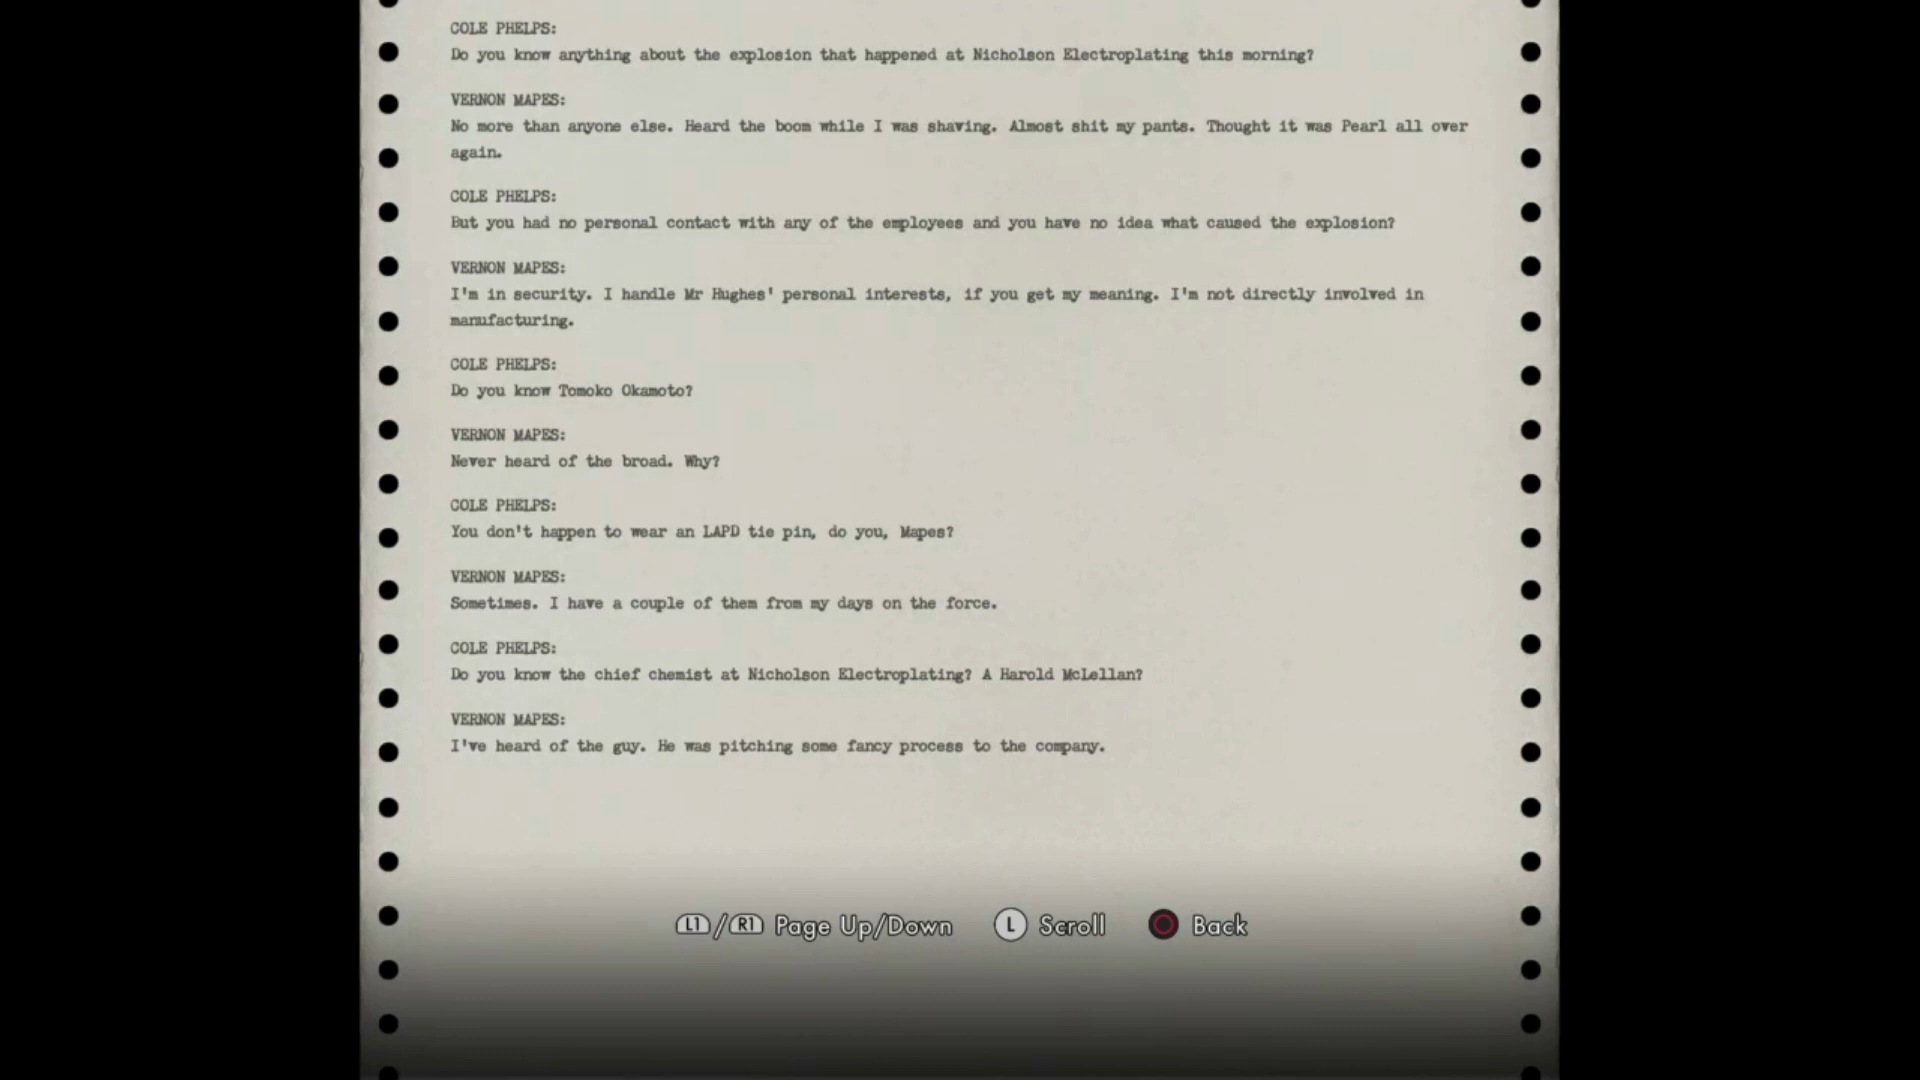 COLE PHELPS:
Do you know anything about the explosion that happened at Nicholson Electroplating this morning?
VERNON MAPES:
No more than anyone else. Heard the boom while I was shaving. Almost shit my pants. Thought it was Pearl all over
again.
COLE PHELPS:
But you had no personal contact with any of the employees and you have no idea what caused the explosion?
VERNON MAPES:
I'm in security. I handle Mr Hughes' personal interests, if you get my meaning. I'm not directly involved in
manufacturing.
COLE PHELPS:
Do you know Tomoko Okamoto?
VERNON MAPES:
Never heard of the broad. Why?
COLE PHELPS:
You don't happen to wear an LAPD tie pin, do you, Mapes?
VERNON MAPES:
Sometimes. I have a couple of them from my days on the force.
COLE PHELPS:
Do you know the chief chemist at Nicholson Electroplating? A Harold McLellan?
VERNON MAPES:
I've heard of the guy. He was pitching some fancy process to the company.
L1/R1 Page Up/Down L Scroll Back